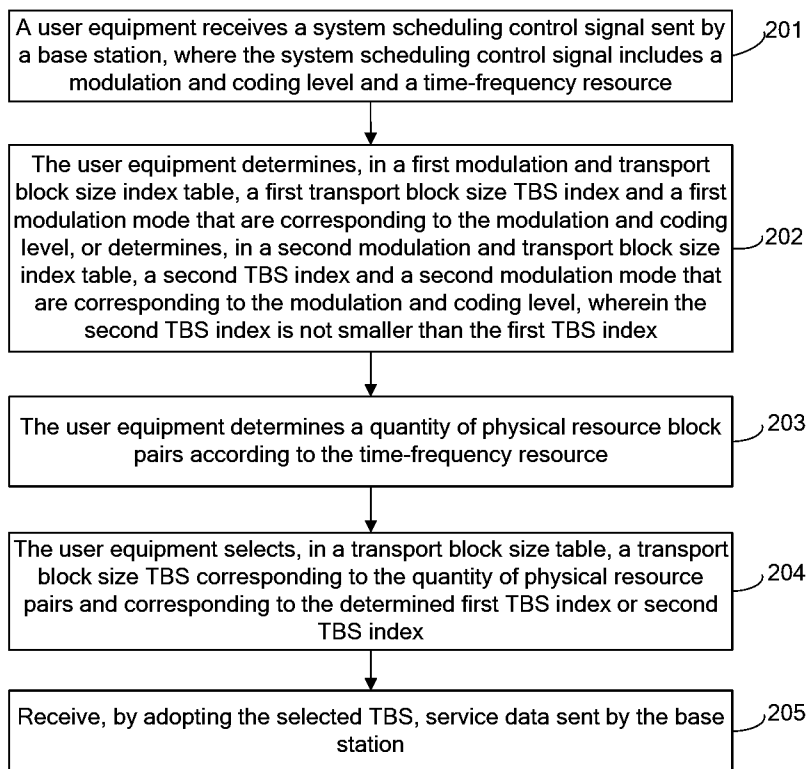 A user equipment receives a system scheduling control signal sent by
a base station, where the system scheduling control signal includes a
modulation and coding level and a time-frequency resource
201
The user equipment determines, in a first modulation and transport
block size index table, a first transport block size TBS index and a first
modulation mode that are corresponding to the modulation and coding
level, or determines, in a second modulation and transport block size
index table, a second TBS index and a second modulation mode that
are corresponding to the modulation and coding level, wherein the
second TBS index is not smaller than the first TBS index
202
The user equipment determines a quantity of physical resource block
pairs according to the time-frequency resource
203
The user equipment selects, in a transport block size table, a transport
block size TBS corresponding to the quantity of physical resource
pairs and corresponding to the determined first TBS index or second
TBS index
204
Receive, by adopting the selected TBS, service data sent by the base
station
205